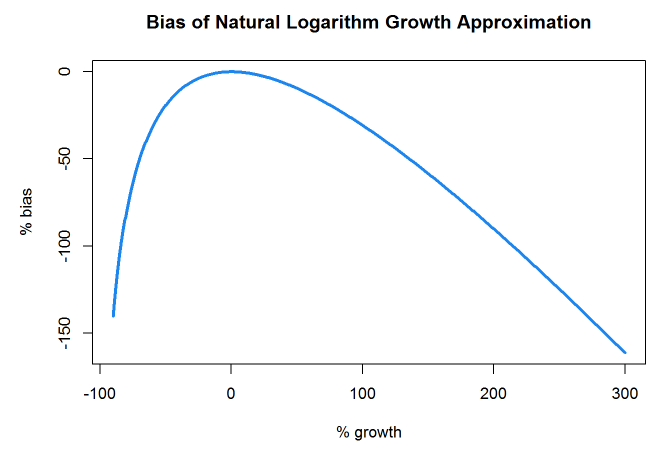 Bias of Natural Logarithm Growth Approximation
0
-50
-100
-150
% bias
-100 0 100 200 300
% growth